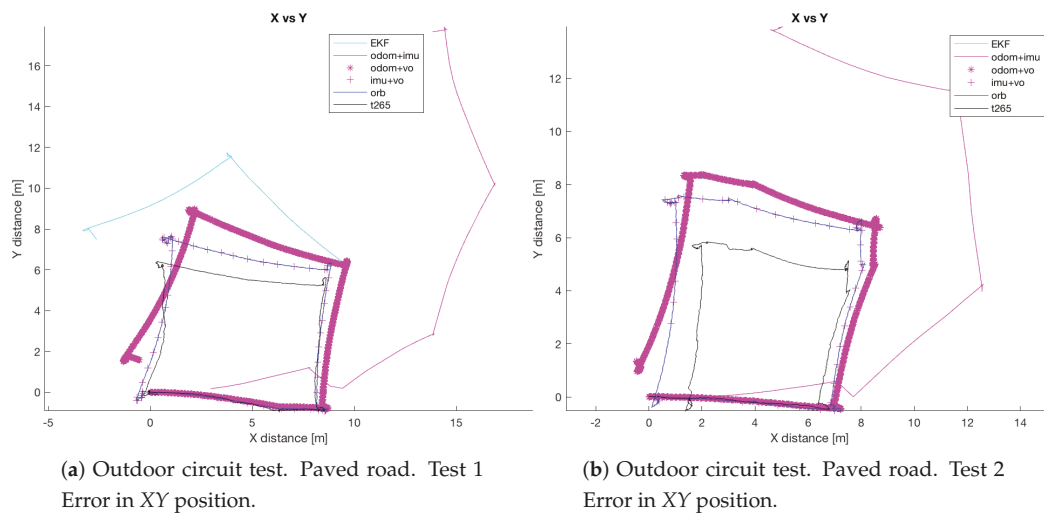 X vs Y
EKF
odom+imu
odom+vo
imu+vo
orb
t265
16
14
12
10
8
6
4
2
0
Y distance [m]
-5 0 5 10 15
X distance [m]
(a) Outdoor circuit test. Paved road. Test 1
Error in XY position.
X vs Y
EKF
odom+imu
odom+vo
imu+vo
orb
t265
12
10
8
6
4
2
0
Y distance [m]
-2 0 2 4 6 8 10 12 14
X distance [m]
(b) Outdoor circuit test. Paved road. Test 2
Error in XY position.